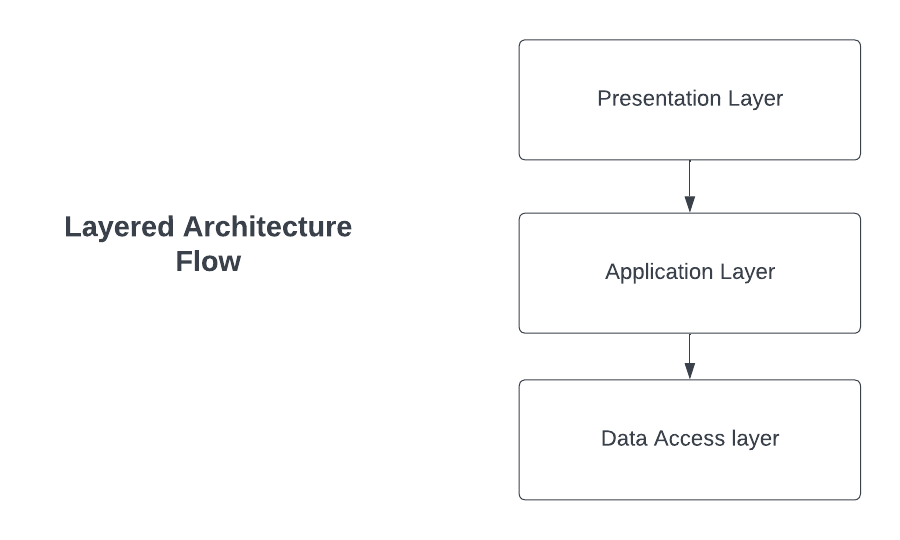 Layered Architecture
Flow
Presentation Layer
Application Layer
Data Access layer